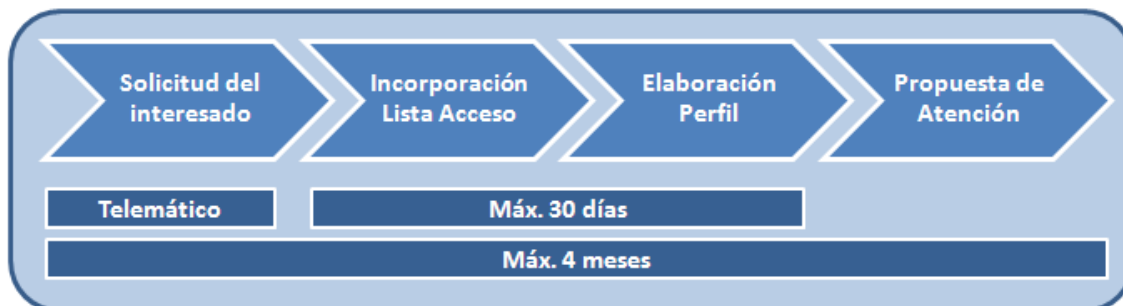 Solicitud del
interesado
Incorporación
Lista Acceso
Elaboración
Perfil
Propuesta de
Atención
Telemático
Máx. 30 días
Máx. 4 meses